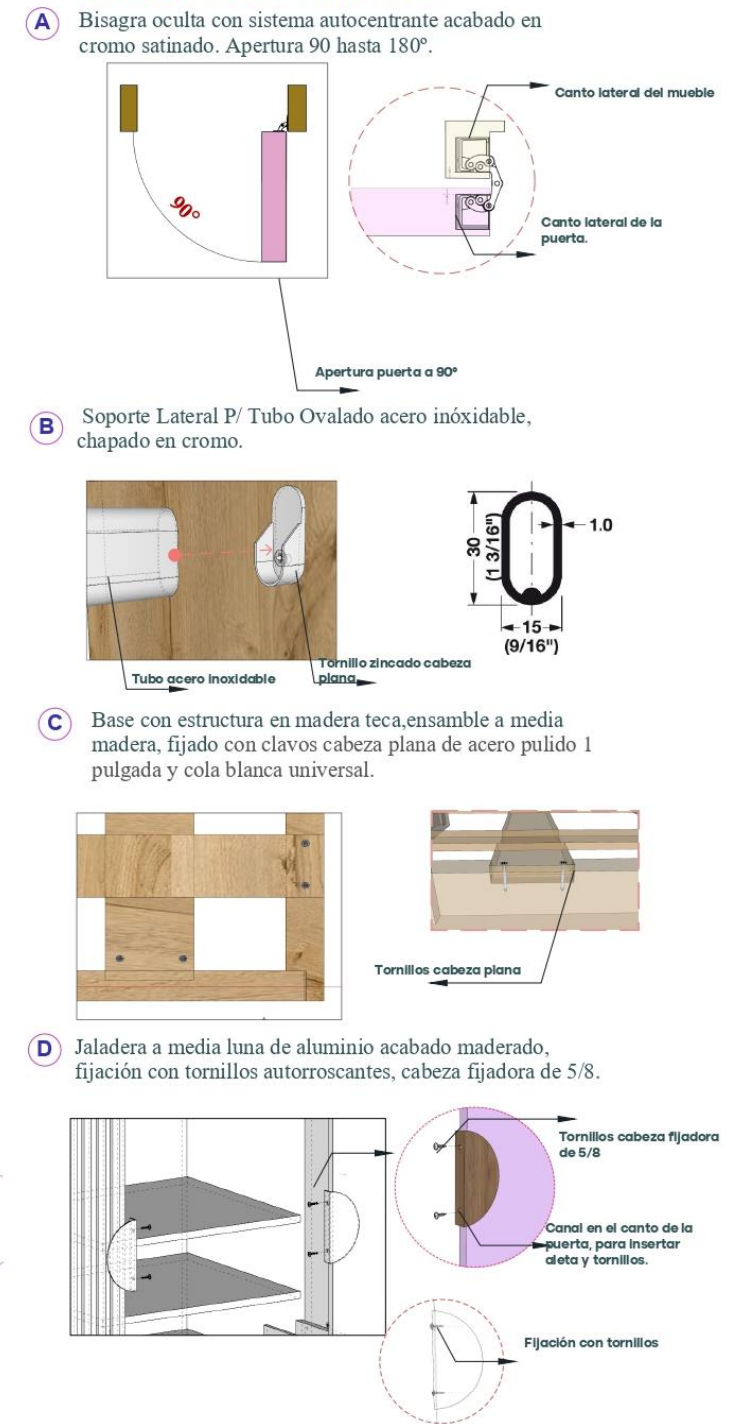 A
Bisagra oculta con sistema autocentrante acabado en
cromo satinado. Apertura 90 hasta 180º.
90°
Canto lateral del mueble
Canto lateral de la
puerta.
Apertura puerta a 90º
B
Soporte Lateral P/ Tubo Ovalado acero inóxidable,
chapado en cromo.
Tubo acero inoxidable
Tornillo zincado cabeza
plana
30
(1 3/16")
1.0
15
(9/16")
C
Base con estructura en madera teca,ensamble a media
madera, fijado con clavos cabeza plana de acero pulido 1
pulgada y cola blanca universal.
Tornillos cabeza plana
D
Jaladera a media luna de aluminio acabado maderado,
fijación con tornillos autorroscantes, cabeza fijadora de 5/8.
Tornillos cabeza fijadora
de 5/8
Canal en el canto de la
puerta, para insertar
aleta y tornillos.
Fijación con tornillos